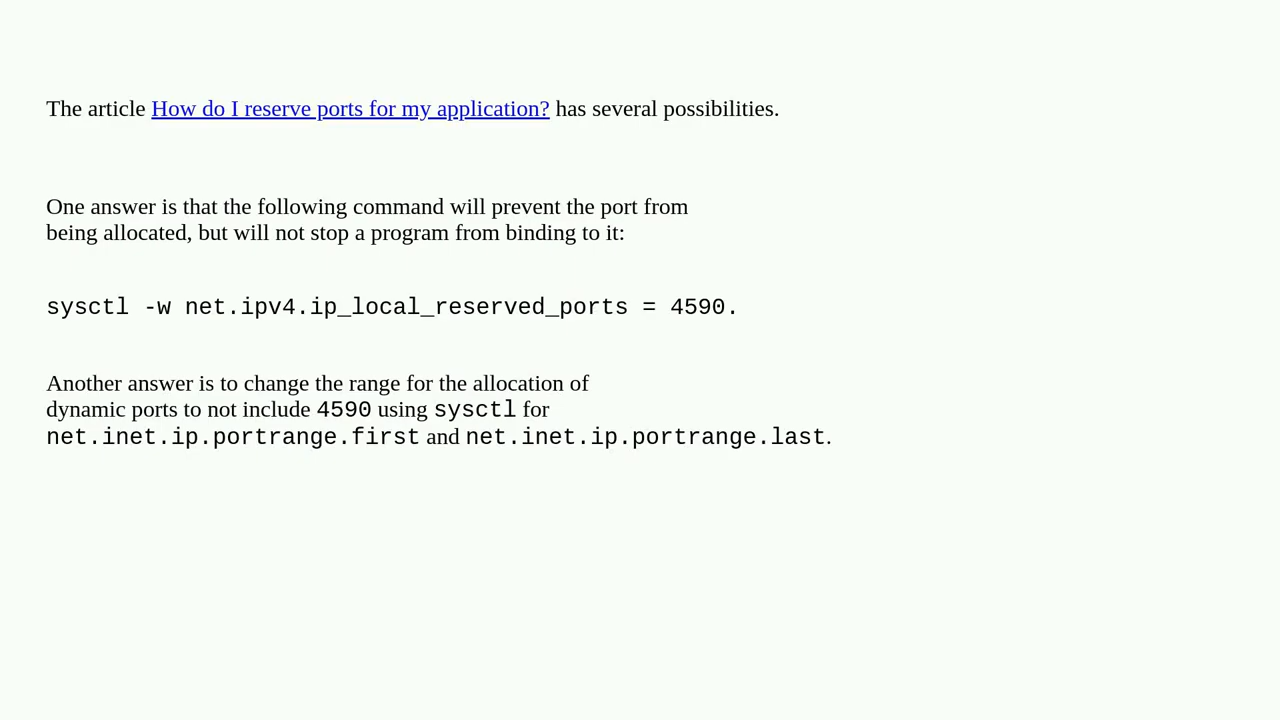 The article How do I reserve ports for my application? has several possibilities.
One answer is that the following command will prevent the port from
being allocated, but will not stop a program from binding to it:
sysctl -w net.ipv4.ip_local_reserved_ports = 4590.
Another answer is to change the range for the allocation of
dynamic ports to not include 4590 using sysctl for
net.inet.ip.portrange.first and net.inet.ip.portrange.last.